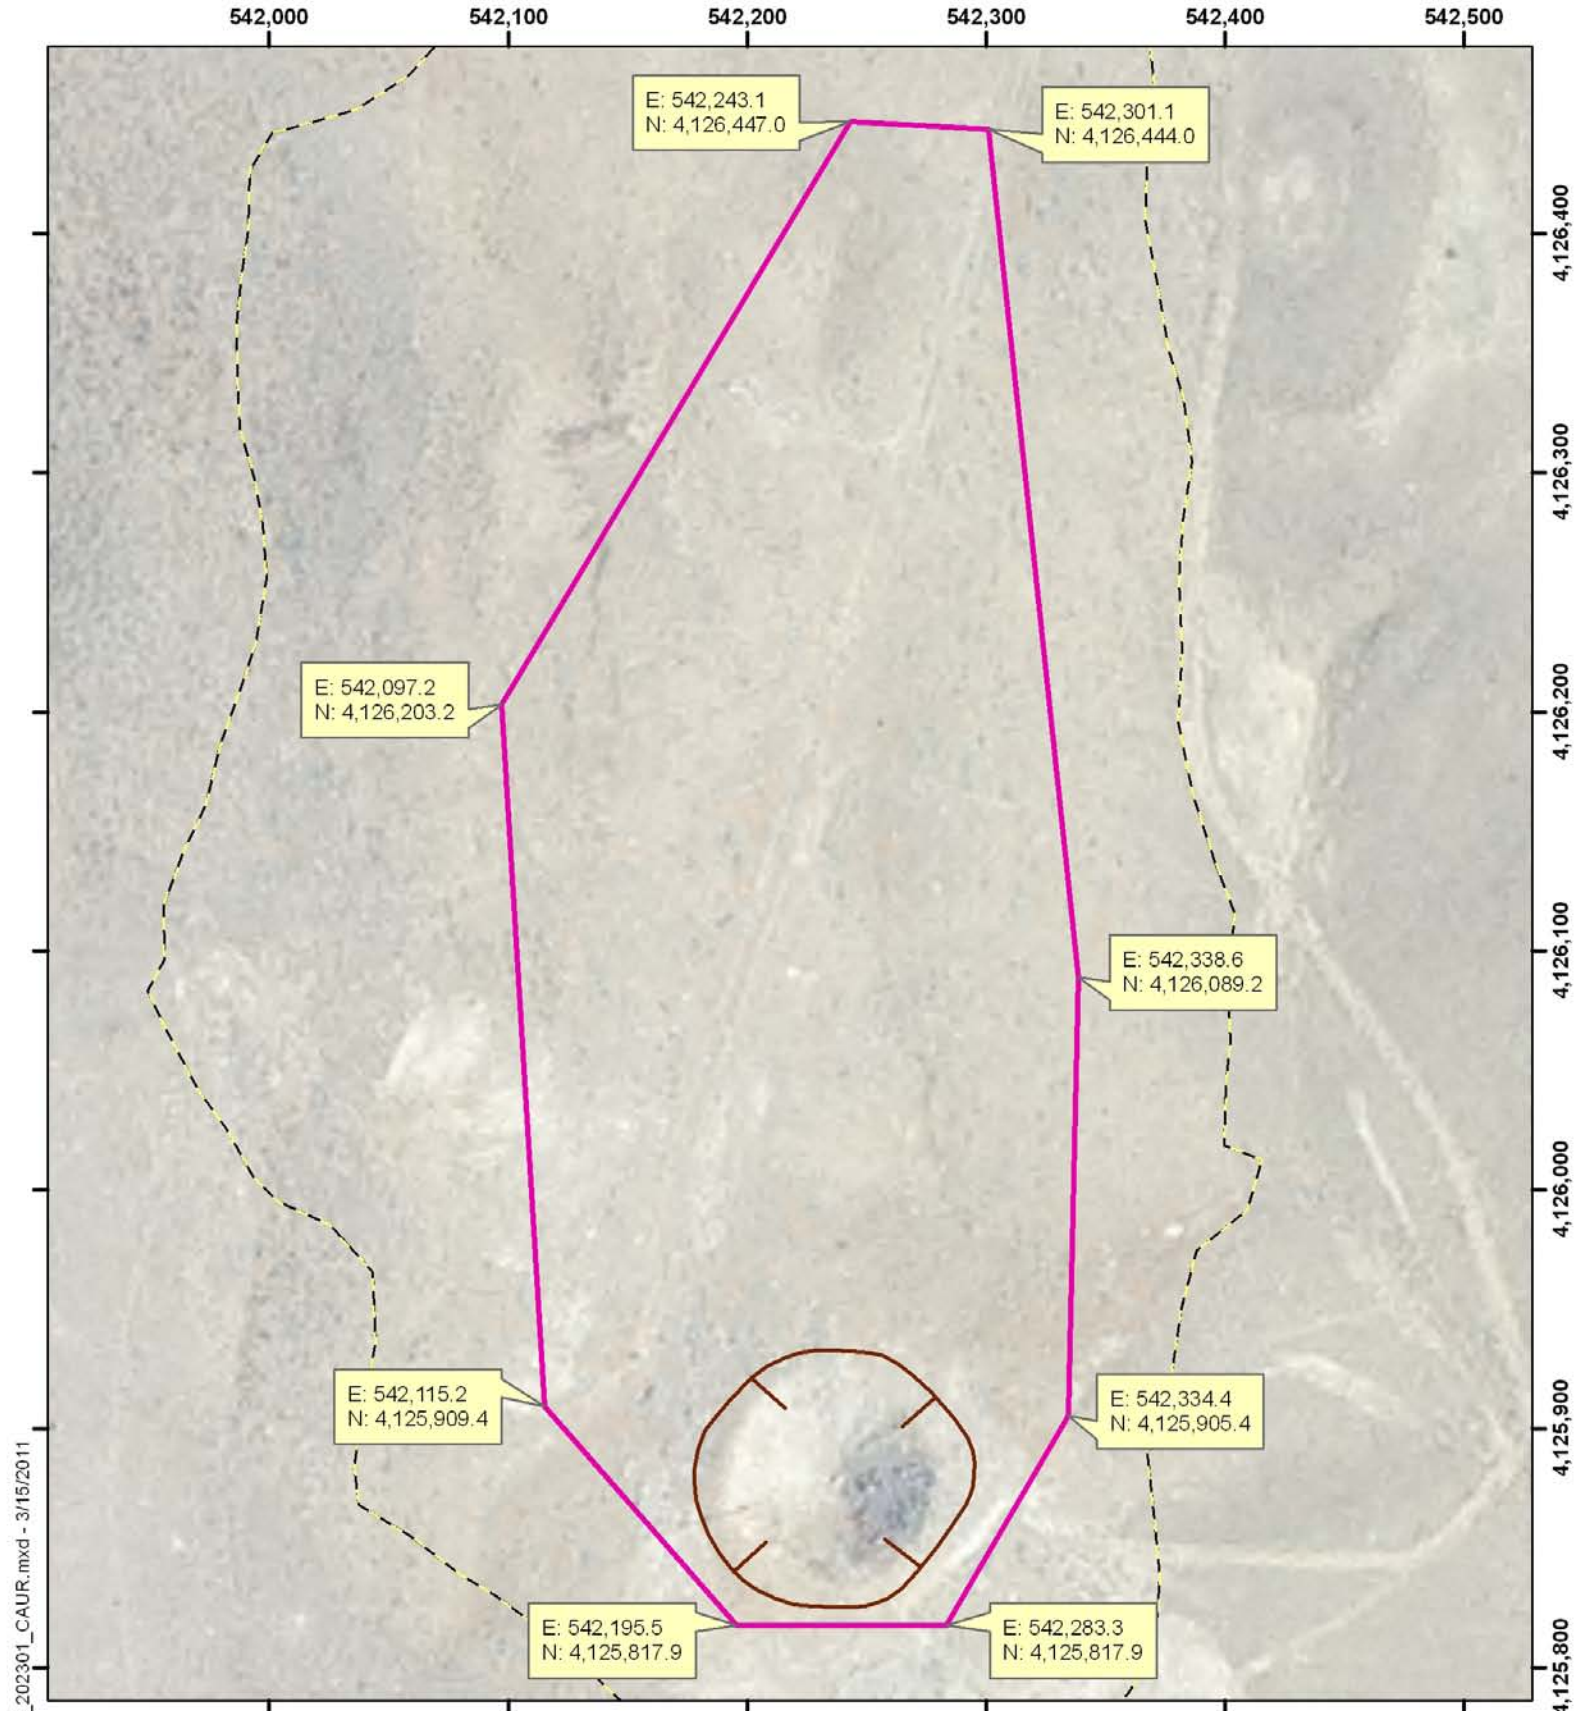 542,000
542,100
542,200
542,300
542,400
542,500
E: 542,243.1
N: 4,126,447.0
E: 542,301.1
N: 4,126,444.0
4,126,400
4,126,300
E: 542,097.2
N: 4,126,203.2
4,126,200
E: 542,338.6
N: 4,126,089.2
4,126,100
4,126,000
E: 542,115.2
N: 4,125,909.4
E: 542,334.4
N: 4,125,905.4
4,125,900
E: 542,195.5
N: 4,125,817.9
E: 542,283.3
N: 4,125,817.9
4,125,800
_202301_CAUR.mxd - 3/15/2011